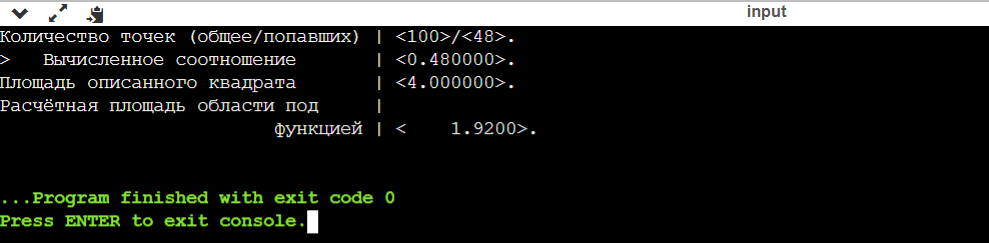 input
Количество точек (общее/попавших) | <100>/<48>.
>   Вычисленное соотношение       | <0.480000>.
Площадь описанного квадрата       | <4.000000>.
Расчётная площадь области под     |
                         функцией | <    1.9200>.
...Program finished with exit code 0
Press ENTER to exit console.